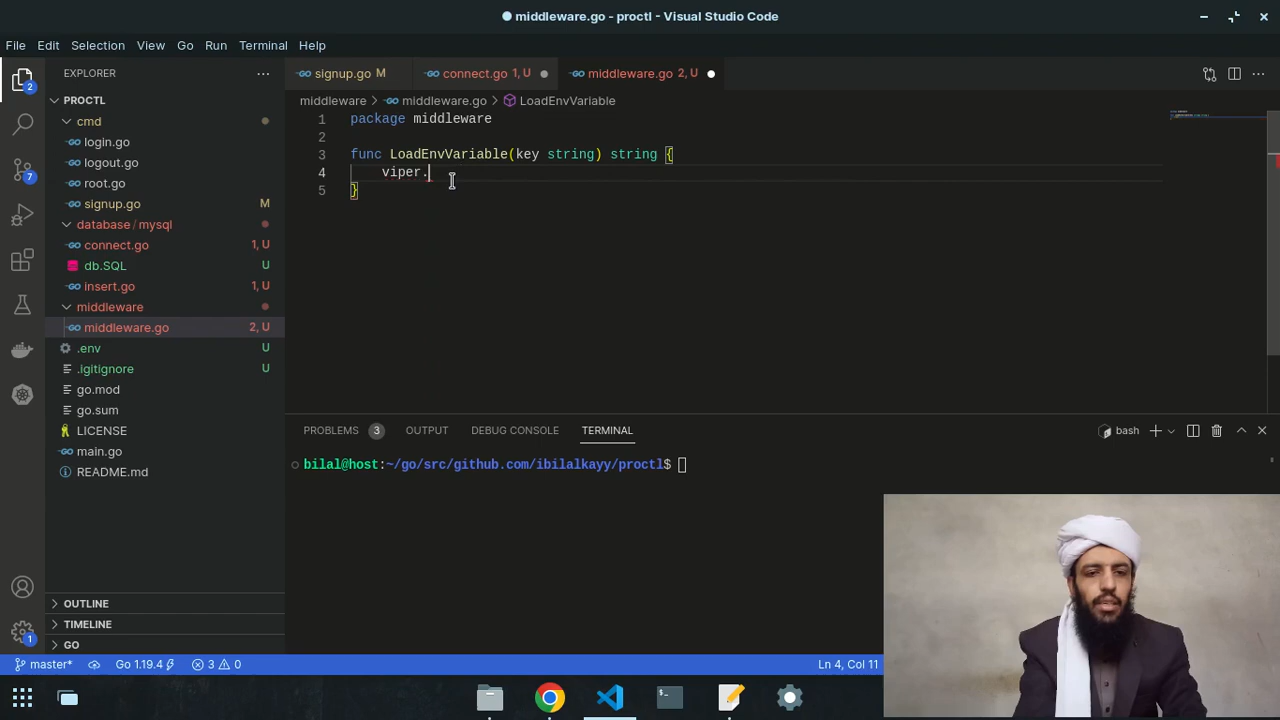 middleware.go - proctl - Visual Studio Code
File Edit Selection View Go Run Terminal Help
EXPLORER
signup.go M
connect.go 1, U
middleware.go 2, U
PROCTL
middleware > middleware.go > LoadEnvVariable
cmd
login.go
logout.go
root.go
signup.go M
database / mysql
connect.go 1, U
db.SQL U
insert.go 1, U
middleware
middleware.go 2, U
.env U
.igitignore U
go.mod
go.sum
LICENSE
main.go
README.md
OUTLINE
TIMELINE
GO
1 package middleware
2
3 func LoadEnvVariable(key string) string {
4 viper.
5 }
PROBLEMS 3 OUTPUT DEBUG CONSOLE TERMINAL
bash
bilal@host:~/go/src/github.com/ibilalkayy/proctl$
2
7
1
master* Go 1.19.4 3 0 Ln 4, Col 11